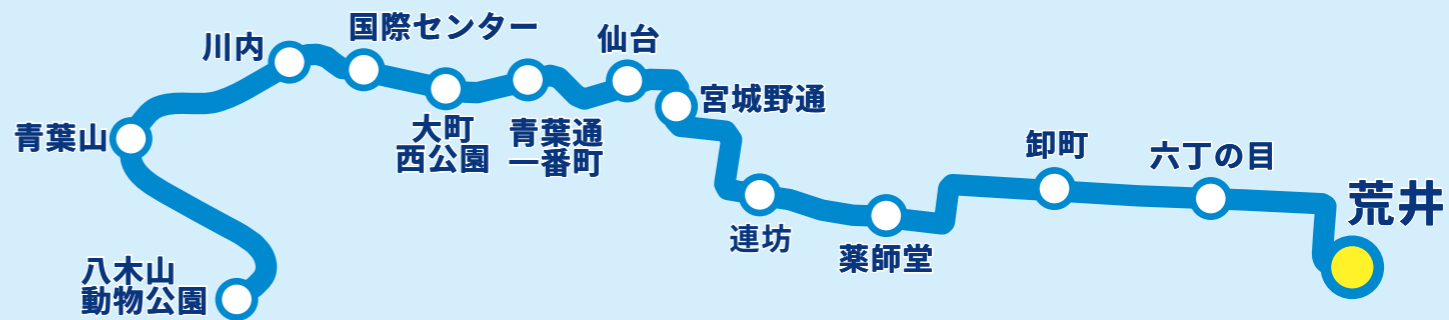 八木山
動物公園
青葉山
川内
国際センター
大町
西公園
青葉通
一番町
仙台
宮城野通
連坊
薬師堂
卸町
六丁の目
荒井